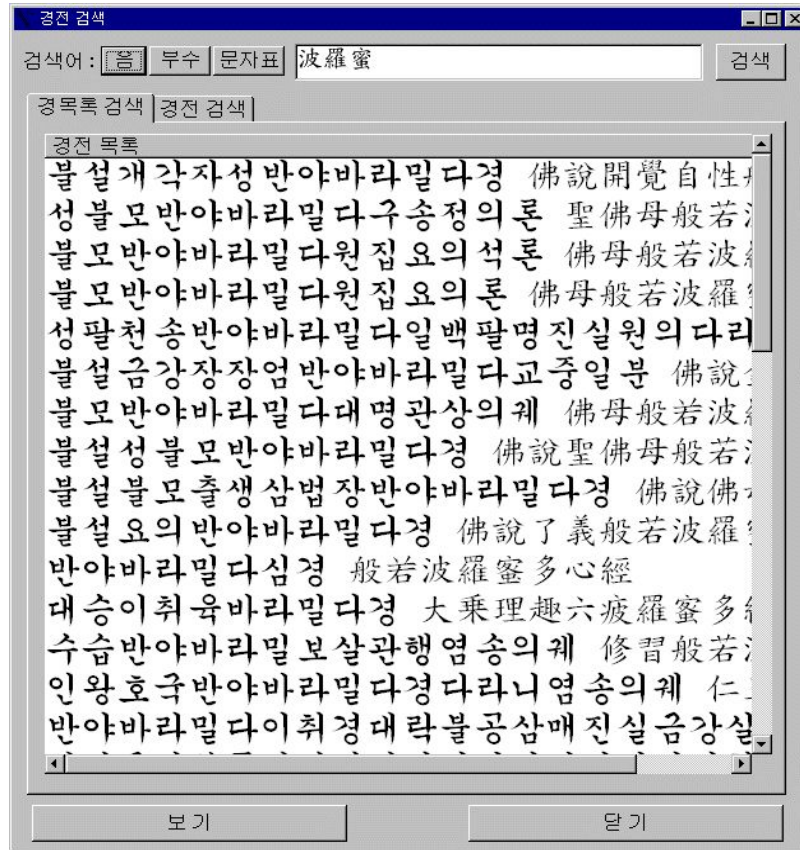 경전 검색
검색어 : 음 부수 문자표 波羅蜜 검색
경목록 검색 경전 검색
경전 목록
불설개각자성반야바라밀다경 佛說開覺自性
성불모반야바라밀다구송정의론 聖佛母般若
불모반야바라밀다원집요의석론 佛母般若波
불모반야바라밀다원집요의론 佛母般若波羅
성팔천송반야바라밀다일백팔명진실원의다라
불설금강장장엄반야바라밀다교중일분 佛說
불모반야바라밀다대명관상의궤 佛母般若波
불설성불모반야바라밀다경 佛說聖佛母般若
불설불모출생삼법장반야바라밀다경 佛說佛
불설요의반야바라밀다경 佛說了義般若波羅
반야바라밀다심경 般若波羅蜜多心經
대승이취육바라밀다경 大乘理趣六疲羅蜜多
수습반야바라밀보살관행염송의궤 修習般若
인왕호국반야바라밀다경다라니염송의궤 仁
반야바라밀다이취경대락불공삼매진실금강살
보기 닫기